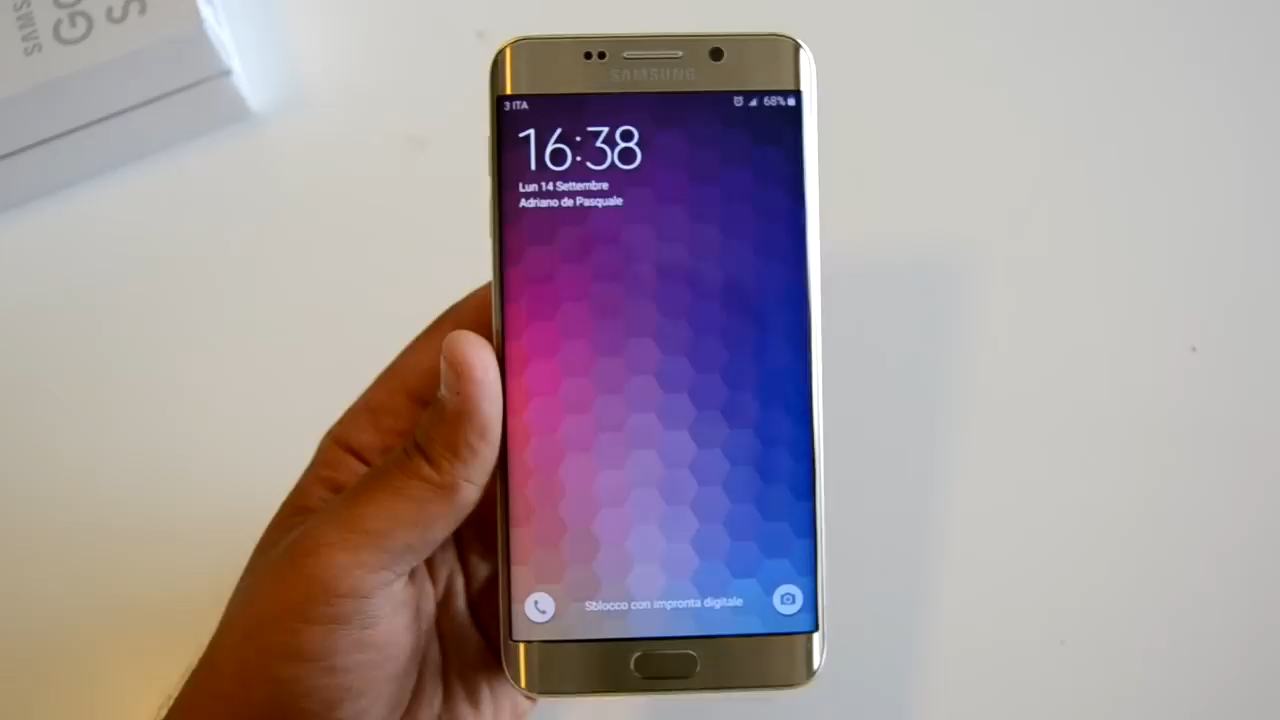 SAMSUNG
3 ITA
68%
16:38
Lun 14 Settembre
Adriano de Pasquale
Sblocco con impronta digitale